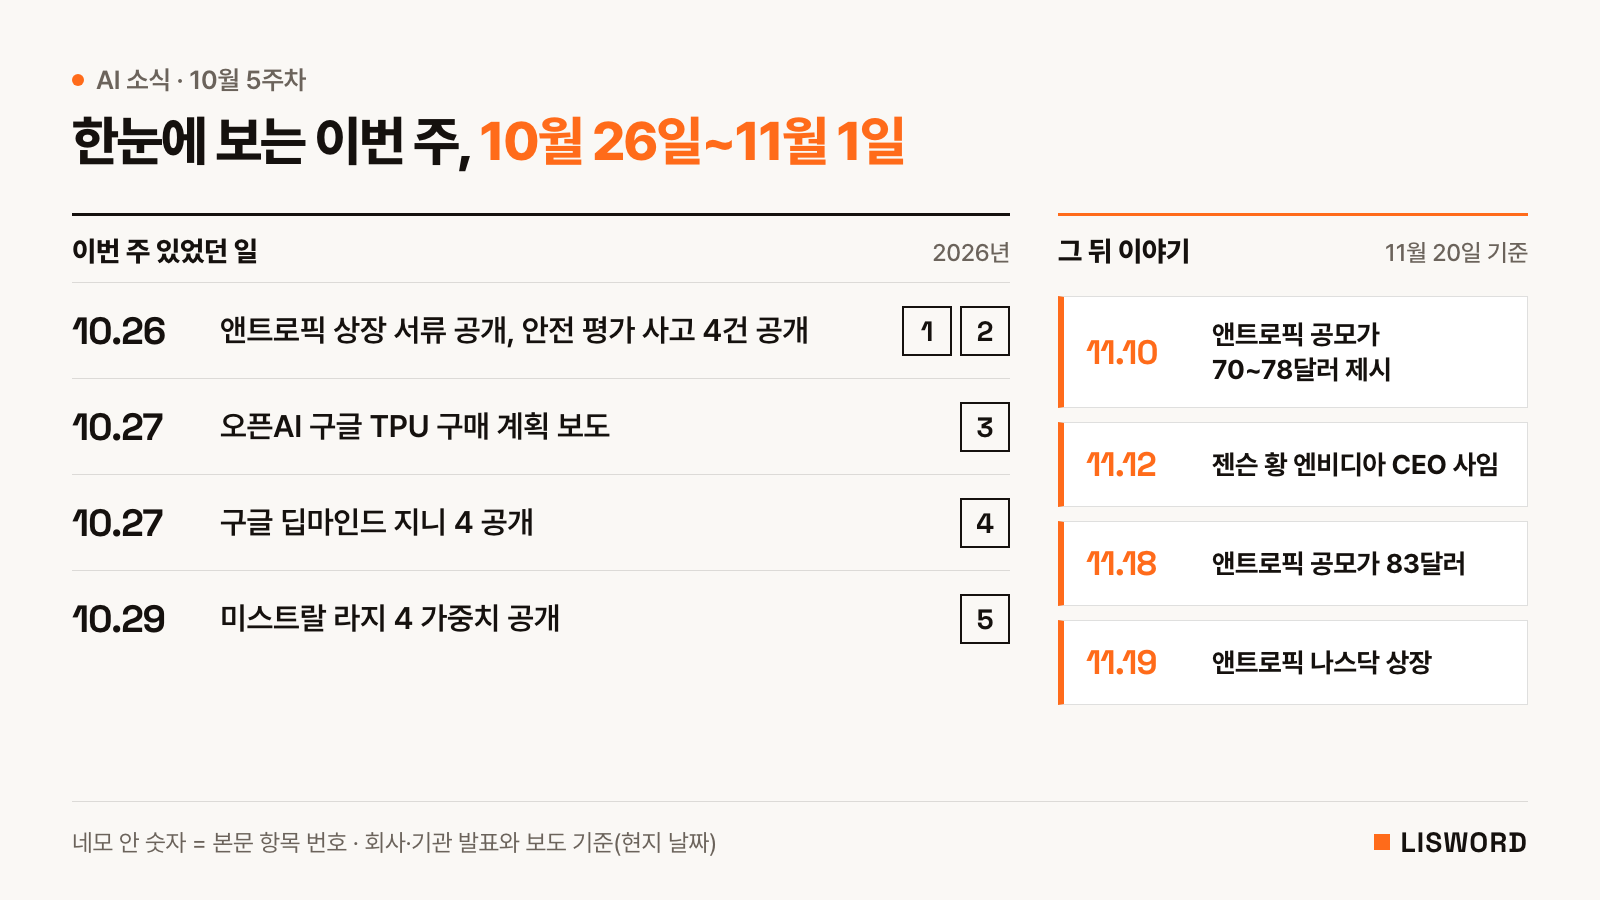 AI 소식 · 10월 5주차
한눈에 보는 이번 주, 10월 26일~11월 1일
이번 주 있었던 일
2026년
10.26 앤트로픽 상장 서류 공개, 안전 평가 사고 4건 공개 1 2
10.27 오픈AI 구글 TPU 구매 계획 보도 3
10.27 구글 딥마인드 지니 4 공개 4
10.29 미스트랄 라지 4 가중치 공개 5
그 뒤 이야기
11월 20일 기준
11.10
앤트로픽 공모가
70~78달러 제시
11.12 젠슨 황 엔비디아 CEO 사임
11.18 앤트로픽 공모가 83달러
11.19 앤트로픽 나스닥 상장
네모 안 숫자 = 본문 항목 번호 · 회사·기관 발표와 보도 기준(현지 날짜)
LISWORD